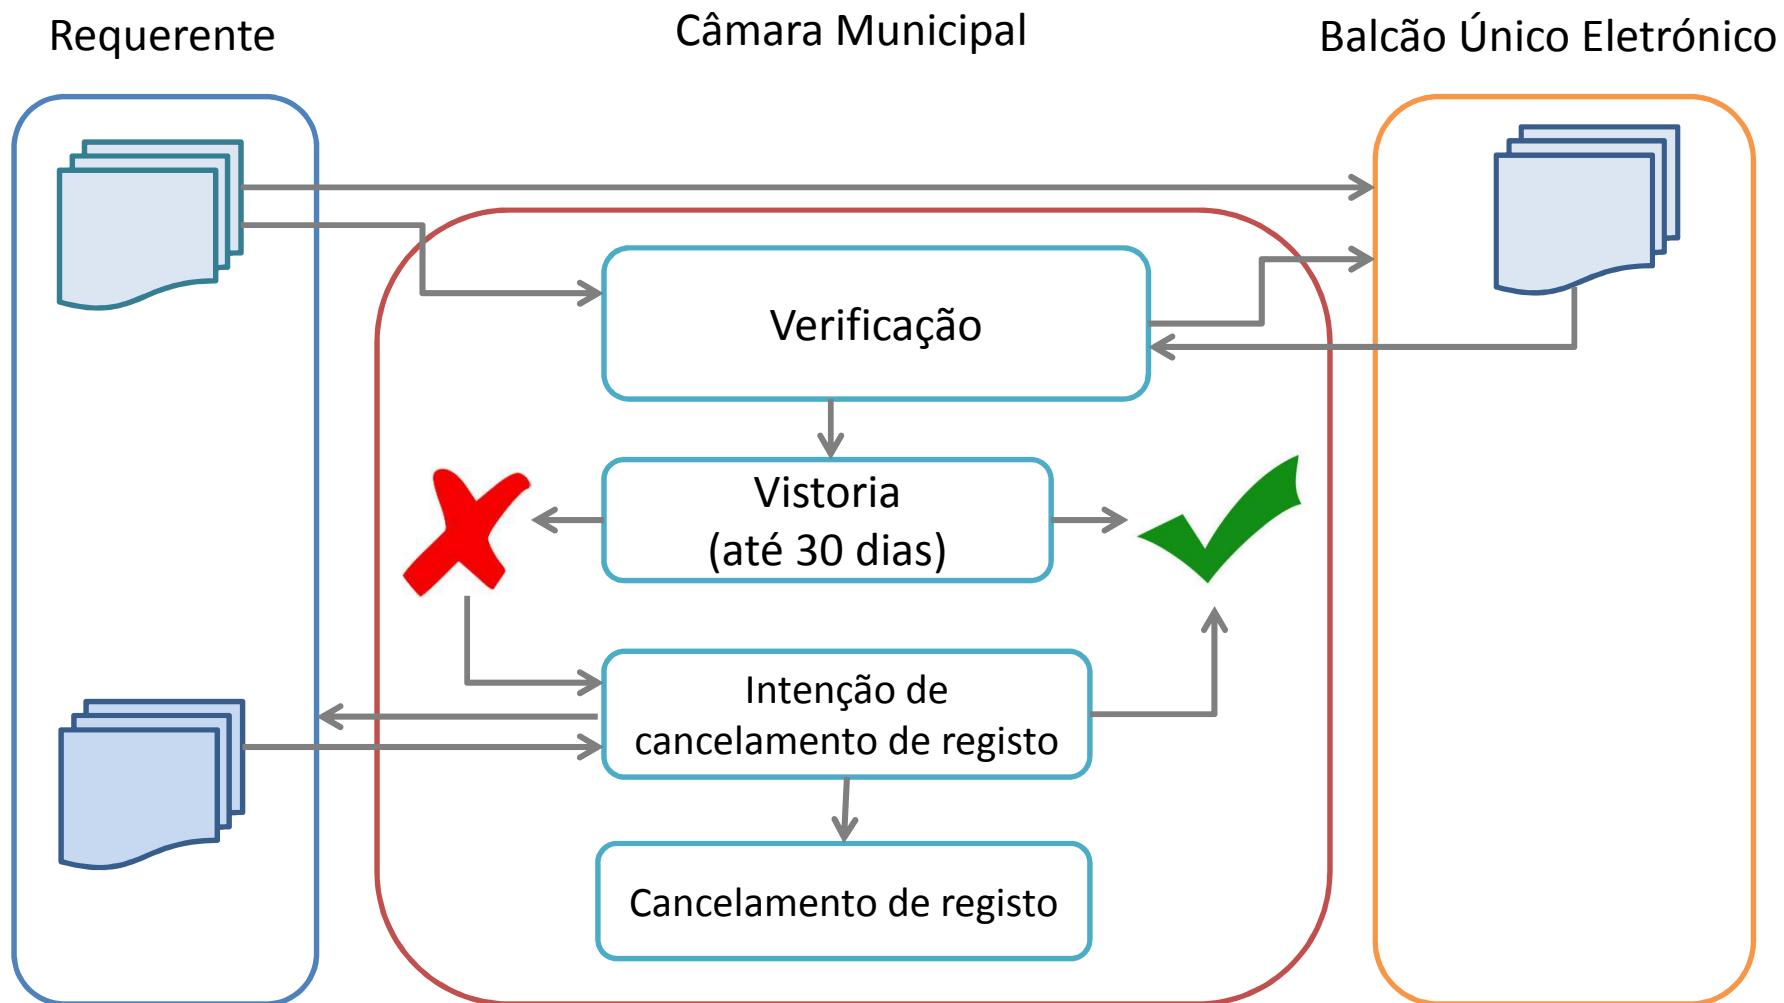 Requerente
Câmara Municipal
Balcão Único Eletrónico
Verificação
Vistoria
(até 30 dias)
Intenção de
cancelamento de registo
Cancelamento de registo